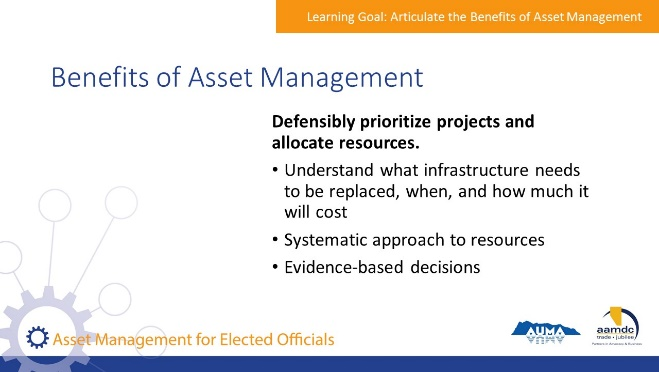 Learning Goal: Articulate the Benefits of Asset Management
Benefits of Asset Management
Defensibly prioritize projects and
allocate resources.
• Understand what infrastructure needs
to be replaced, when, and how much it
will cost
• Systematic approach to resources
• Evidence-based decisions
Asset Management for Elected Officials
AUMA
aamdc
trade • jubilee